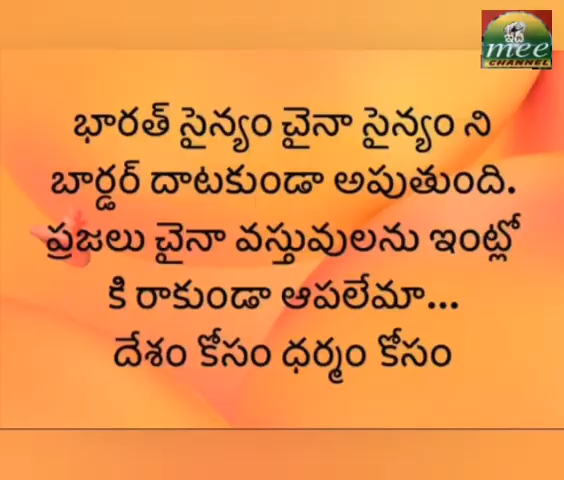 mee
CHANNEL
భారత్ సైన్యం చైనా సైన్యం ని
బార్డర్ దాటకుండా అపుతుంది.
ప్రజలు చైనా వస్తువులను ఇంట్లో
కి రాకుండా ఆపలేమా...
దేశం కోసం ధర్మం కోసం